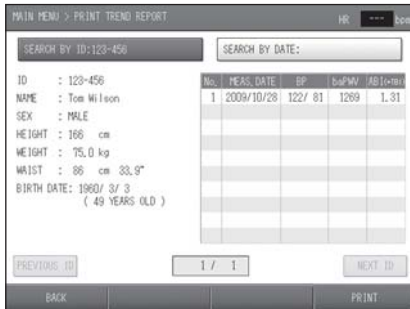 MAIN MENU > PRINT TREND REPORT HR --- bpm
SEARCH BY ID:123-456 SEARCH BY DATE:
ID : 123-456
NAME : Tom Wilson
SEX : MALE
HEIGHT : 166 cm
WEIGHT : 75.0 kg
WAIST : 86 cm 33.9"
BIRTH DATE: 1960/ 3/ 3
( 49 YEARS OLD )
No. MEAS.DATE BP baPWV ABI(←max)
1 2009/10/28 122/ 81 1269 1.31
PREVIOUS ID 1/ 1 NEXT ID
BACK PRINT